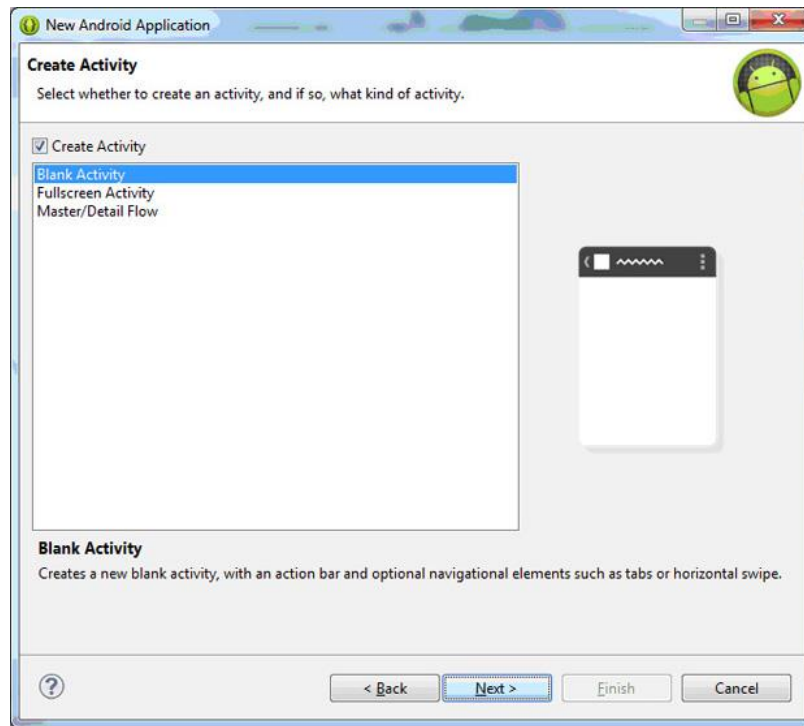 New Android Application
Create Activity
Select whether to create an activity, and if so, what kind of activity.
Create Activity
Blank Activity
Fullscreen Activity
Master/Detail Flow
Blank Activity
Creates a new blank activity, with an action bar and optional navigational elements such as tabs or horizontal swipe.
? < Back Next > Finish Cancel